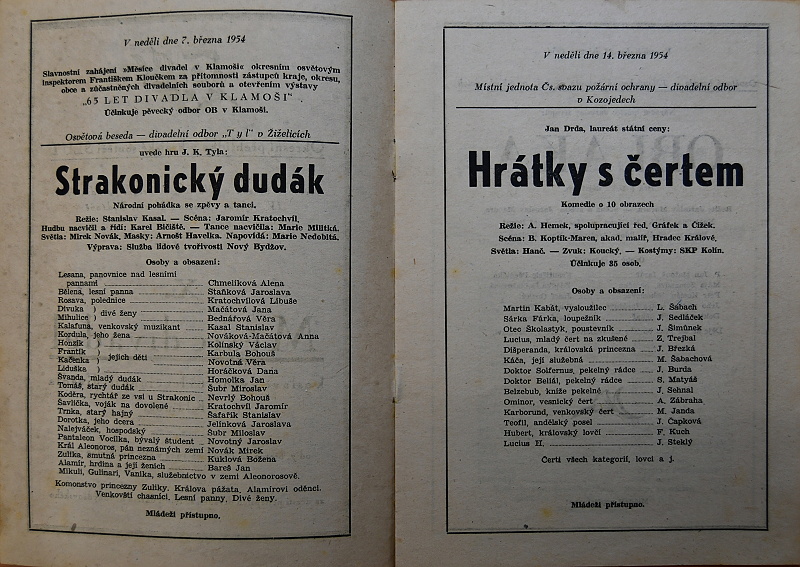 V neděli dne 7. března 1954
Slavnostní zahájení »Měsíce divadel v Klamoši« okresním osvětovým
inspektorem Františkem Kloučkem za přítomnosti zástupců kraje, okresu,
obce a zúčastněných divadelních souborů a otevřením výstavy
„65 LET DIVADLA V KLAMOŠI“
Účinkuje pěvecký odbor OB v Klamoši.
Osvětová beseda — divadelní odbor „Tyl“ v Žiželicích
uvede hru J. K. Tyla:
Strakonický dudák
Národní pohádka se zpěvy a tanci.
Režie: Stanislav Kasal. — Scéna: Jaromír Kratochvíl.
Hudbu nacvičil a řídí: Karel Bičiště. — Tance nacvičila: Marie Militká.
Světla: Mirek Novák. Masky: Arnošt Havelka. Napovídá: Marie Nedobitá.
Výprava: Služba lidové tvořivosti Nový Bydžov.
Osoby a obsazení:
Lesana, panovnice nad lesními
pannami Chmelíková Alena
Bělena, lesní panna Staňková Jaroslava
Rosava, polednice Kratochvílová Libuše
Divuka ) Mačátová Jana
Mihulice ) divé ženy Bednářová Věra
Kalafuna, venkovský muzikant Kasal Stanislav
Kordula, jeho žena Nováková-Mačátová Anna
Honzík ) Kolínský Václav
Frantík ) jejich děti Karbula Bohouš
Kačenka ) Novotná Věra
Liduška ) Horáčková Dana
Švanda, mladý dudák Homolka Jan
Tomáš, starý dudák Šubr Miroslav
Koděra, rychtář ze vsi u Strakonic Nevrlý Bohouš
Šavlička, voják na dovolené Kratochvíl Jaromír
Trnka, starý hajný Šafařík Stanislav
Dorotka, jeho dcera Jelínková Jaroslava
Nalejváček, hospodský Šubr Miloslav
Pantaleon Vocilka, bývalý študent Novotný Jaroslav
Král Alenoros, pán neznámých zemí Novák Mirek
Zulika, smutná princezna Kuklová Božena
Alamir, hrdina a její ženich Bareš Jan
Mikuli, Gulinari, Vanika, služebnictvo v zemi Aleonorosově.
Komonstvo princezny Zuliky. Králova pážata. Alamirovi oděnci.
Venkovští chasníci, Lesní panny, Divé ženy.
Mládeži přístupno.
V neděli dne 14. března 1954
Místní jednota Čs. svazu požární ochrany — divadelní odbor
v Kozojedech
Jan Drda, laureát státní ceny:
Hrátky s čertem
Komedie o 10 obrazech
Režie: A. Hemek, spolupracující řed. Gráfek a Čížek.
Scéna: B. Koptík-Maren, akad. malíř, Hradec Králové.
Světla: Hanč. — Zvuk: Koucký. — Kostýmy: SKP Kolín.
Účinkuje 35 osob.
Osoby a obsazení:
Martin Kabát, vysloužilec L. Šabach
Sárka Fárka, loupežník J. Sedláček
Otec Školastyk, poustevník J. Šimůnek
Lucius, mladý čert na zkušené Z. Trejbal
Dišperanda, královská princezna J. Březká
Káča, její služebná M. Šabachová
Doktor Solfernus, pekelný rádce J. Burda
Doktor Beliál, pekelný rádce S. Matyáš
Belzebub, kníže pekelné J. Sehnal
Ominor, vesnický čert A. Zábraha
Karborund, venkovský čert M. Janda
Teofil, andělský posel J. Čapková
Hubert, královský lovčí F. Kuch
Lucius II. J. Steklý
Čerti všech kategorií, lovci a j.
Mládeži přístupno.